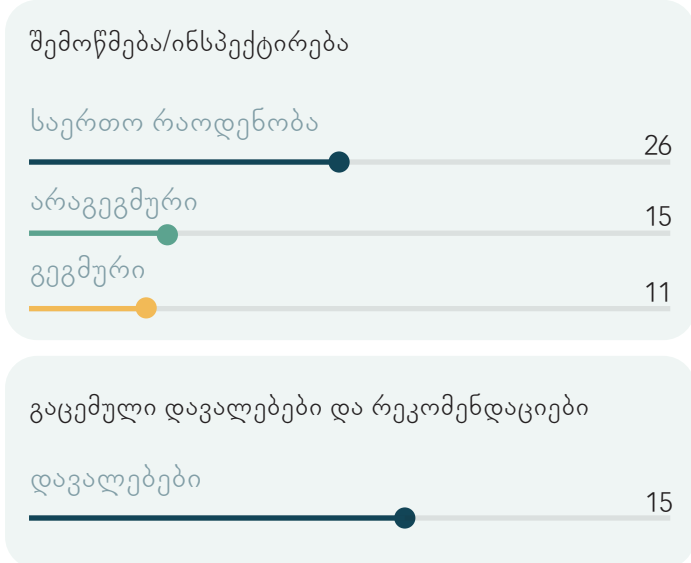 შემოწმება/ინსპექტირება
საერთო რაოდენობა
26
არაგეგმური
15
გეგმური
11
გაცემული დავალებები და რეკომენდაციები
დავალებები
15